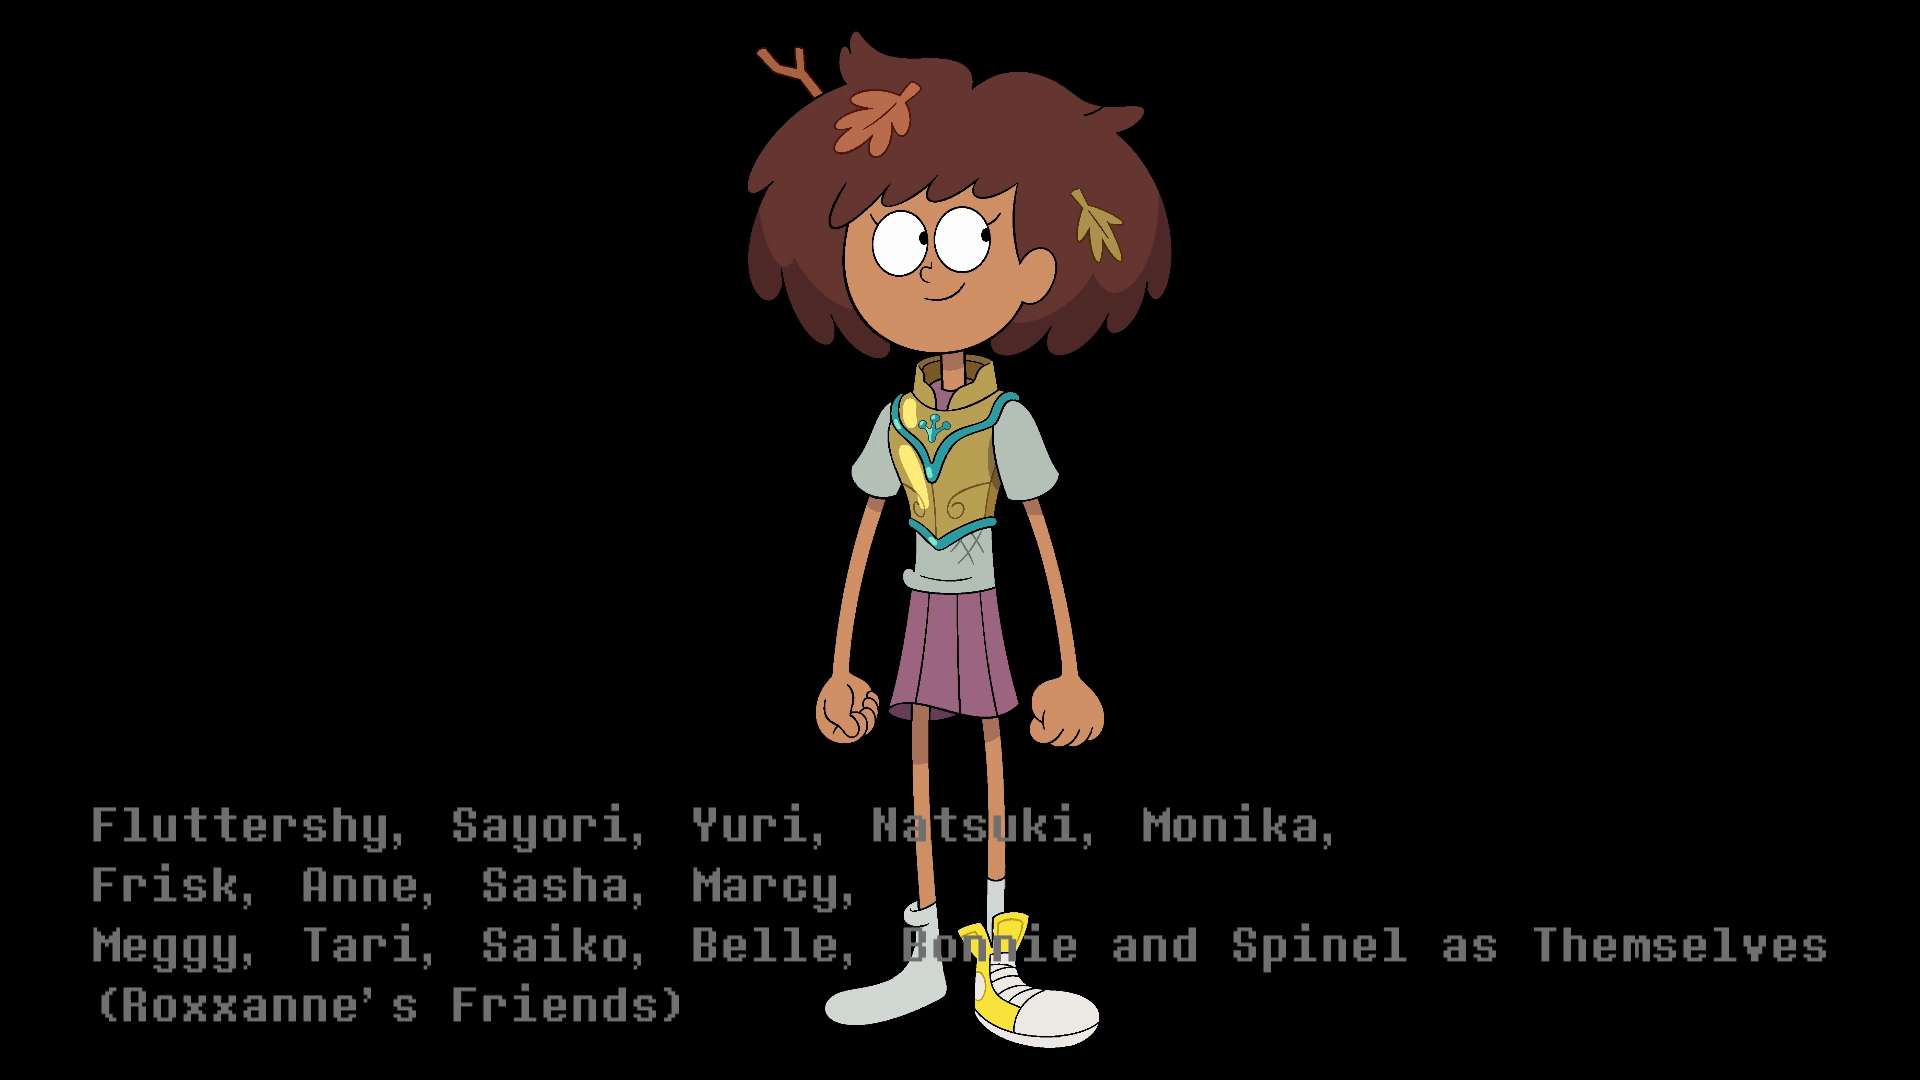 Fluttershy, Sayori, Yuri, Natsuki, Monika,
Frisk, Anne, Sasha, Marcy,
Meggy, Tari, Saiko, Belle, Bonnie and Spinel as Themselves
(Roxxanne's Friends)